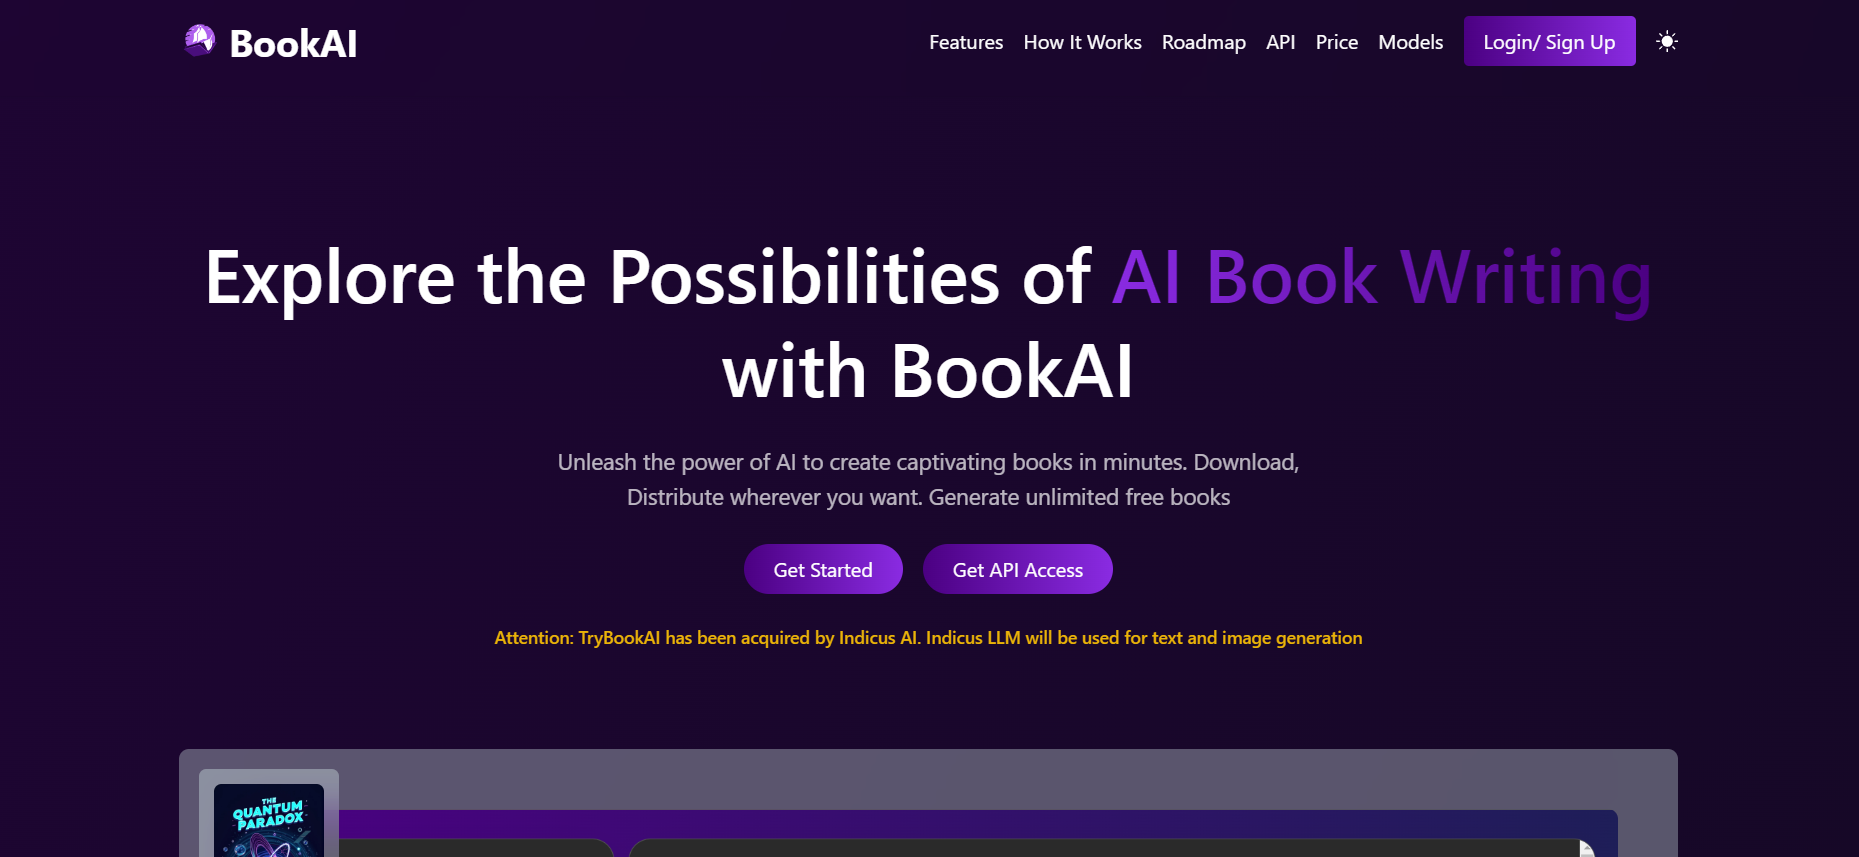 BookAI
Features
How It Works
Roadmap
API
Price
Models
Login/ Sign Up
Explore the Possibilities of AI Book Writing
with BookAI
Unleash the power of AI to create captivating books in minutes. Download,
Distribute wherever you want. Generate unlimited free books
Get Started
Get API Access
Attention: TryBookAI has been acquired by Indicus AI. Indicus LLM will be used for text and image generation
THE
QUANTUM
PARADOX